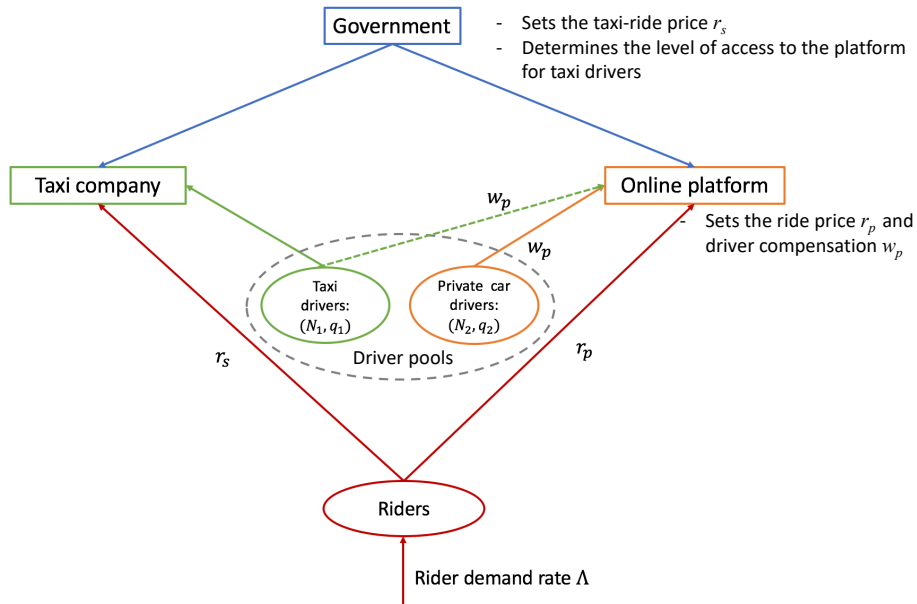 Government
- Sets the taxi-ride price r_s
- Determines the level of access to the platform
for taxi drivers
Taxi company
Online platform
w_p
- Sets the ride price r_p and
driver compensation w_p
w_p
Taxi
drivers:
(N_1, q_1)
Private car
drivers:
(N_2, q_2)
Driver pools
r_s
r_p
Riders
Rider demand rate Λ